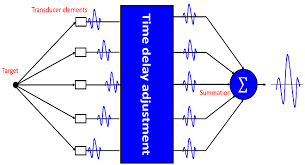 Transducer elements
Target
Time delay adjustment
Summation
Σ